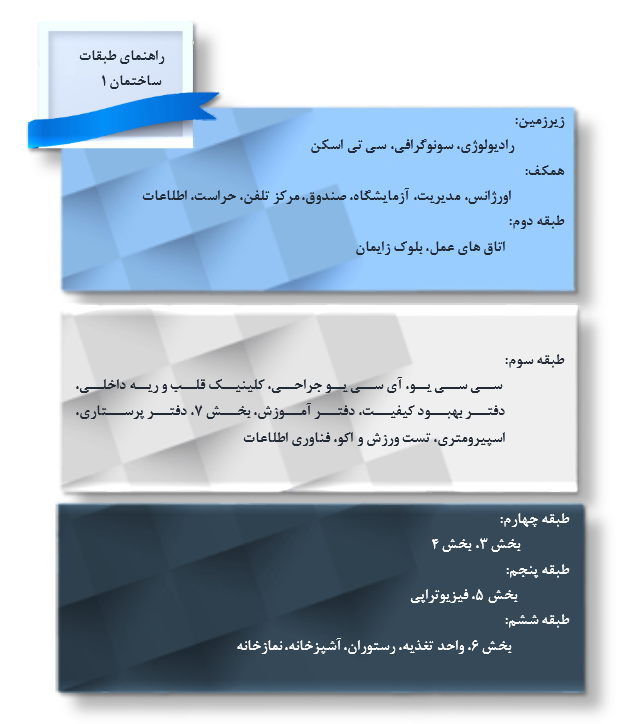 راهنمای طبقات
ساختمان ۱
زیرزمین:
رادیولوژی، سونوگرافی، سی تی اسکن
همکف:
اورژانس، مدیریت، آزمایشگاه، صندوق، مرکز تلفن، حراست، اطلاعات
طبقه دوم:
اتاق های عمل، بلوک زایمان
طبقه سوم:
سی سی یو، آی سی یو جراحی، کلینیک قلب و ریه داخلی،
دفتر بهبود کیفیت، دفتر آموزش، بخش ۷، دفتر پرستاری،
اسپیرومتری، تست ورزش و اکو، فناوری اطلاعات
طبقه چهارم:
بخش ۳، بخش ۴
طبقه پنجم:
بخش ۵، فیزیوتراپی
طبقه ششم:
بخش ۶، واحد تغذیه، رستوران، آشپزخانه، نمازخانه